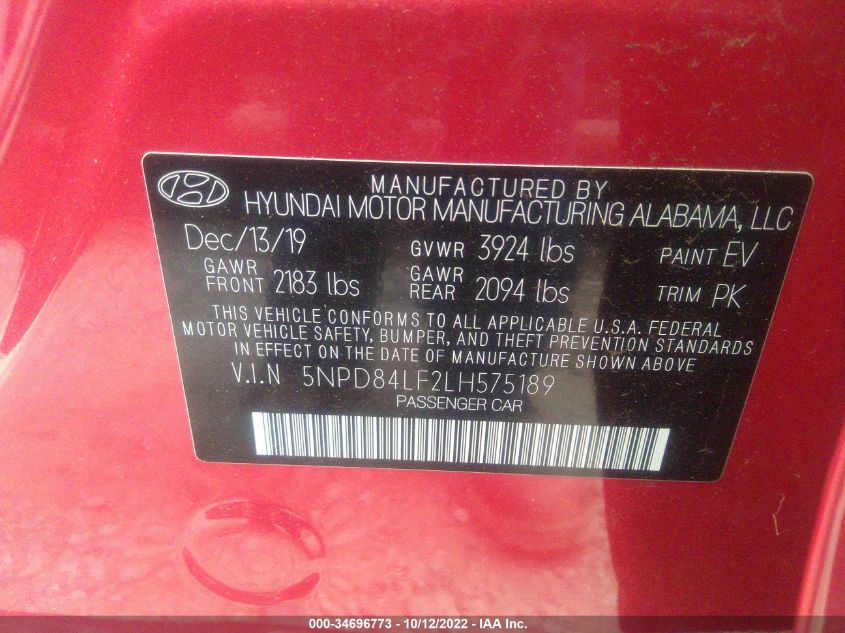 MANUFACTURED BY
HYUNDAI MOTOR MANUFACTURING ALABAMA, LLC
Dec/13/19 GVWR 3924 lbs PAINT EV
GAWR FRONT 2183 lbs GAWR REAR 2094 lbs TRIM PK
THIS VEHICLE CONFORMS TO ALL APPLICABLE U.S.A. FEDERAL
MOTOR VEHICLE SAFETY, BUMPER, AND THEFT PREVENTION STANDARDS
IN EFFECT ON THE DATE OF MANUFACTURE SHOWN ABOVE
V.I.N 5NPD84LF2LH575189
PASSENGER CAR
000-34696773 - 10/12/2022 - IAA Inc.